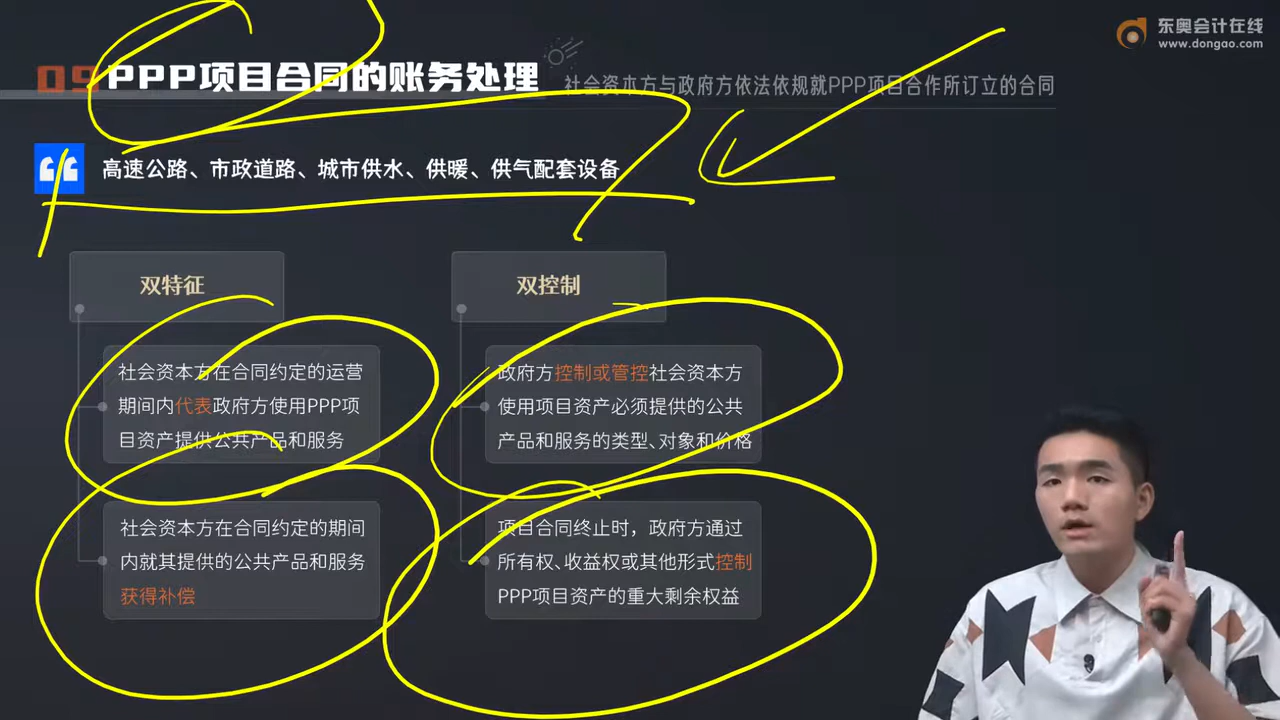 东奥会计在线
www.dongao.com
09 PPP项目合同的账务处理
社会资本方与政府方依法依规就PPP项目合作所订立的合同
高速公路、市政道路、城市供水、供暖、供气配套设备
双特征
社会资本方在合同约定的运营
期间内代表政府方使用PPP项
目资产提供公共产品和服务
社会资本方在合同约定的期间
内就其提供的公共产品和服务
获得补偿
双控制
政府方控制或管控社会资本方
使用项目资产必须提供的公共
产品和服务的类型、对象和价格
项目合同终止时，政府方通过
所有权、收益权或其他形式控制
PPP项目资产的重大剩余权益